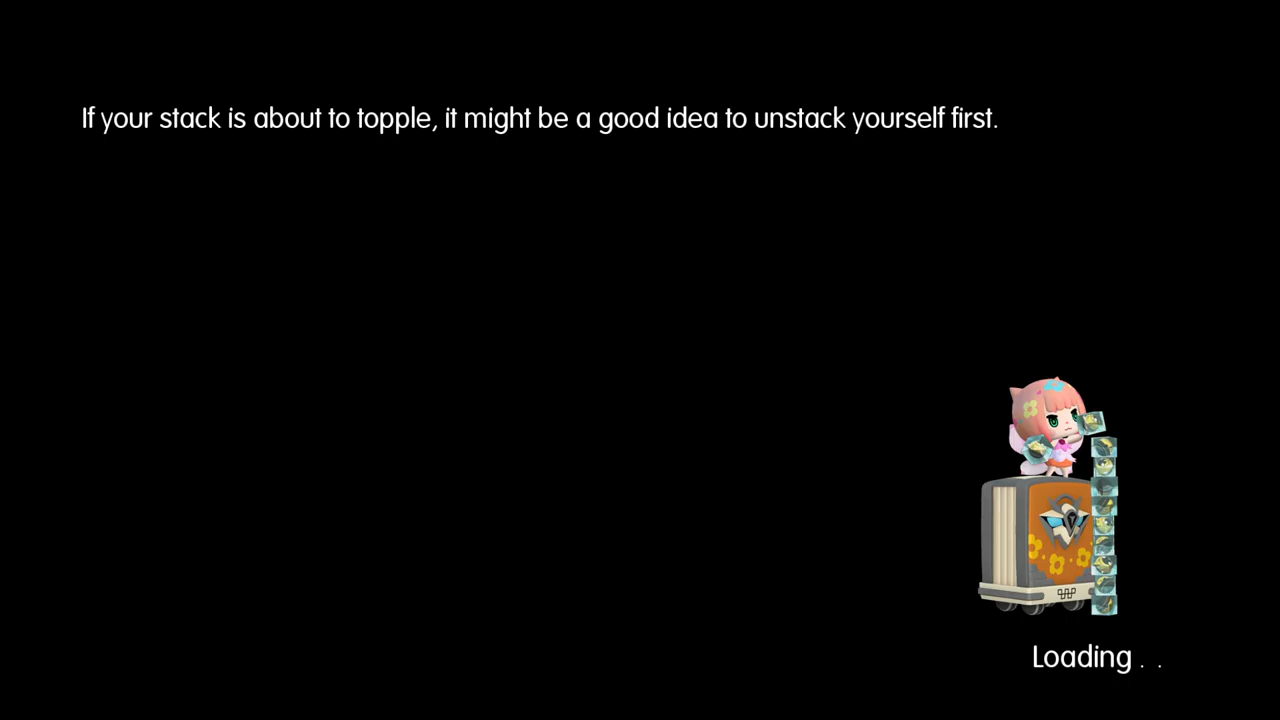 If your stack is about to topple, it might be a good idea to unstack yourself first.
Loading . .